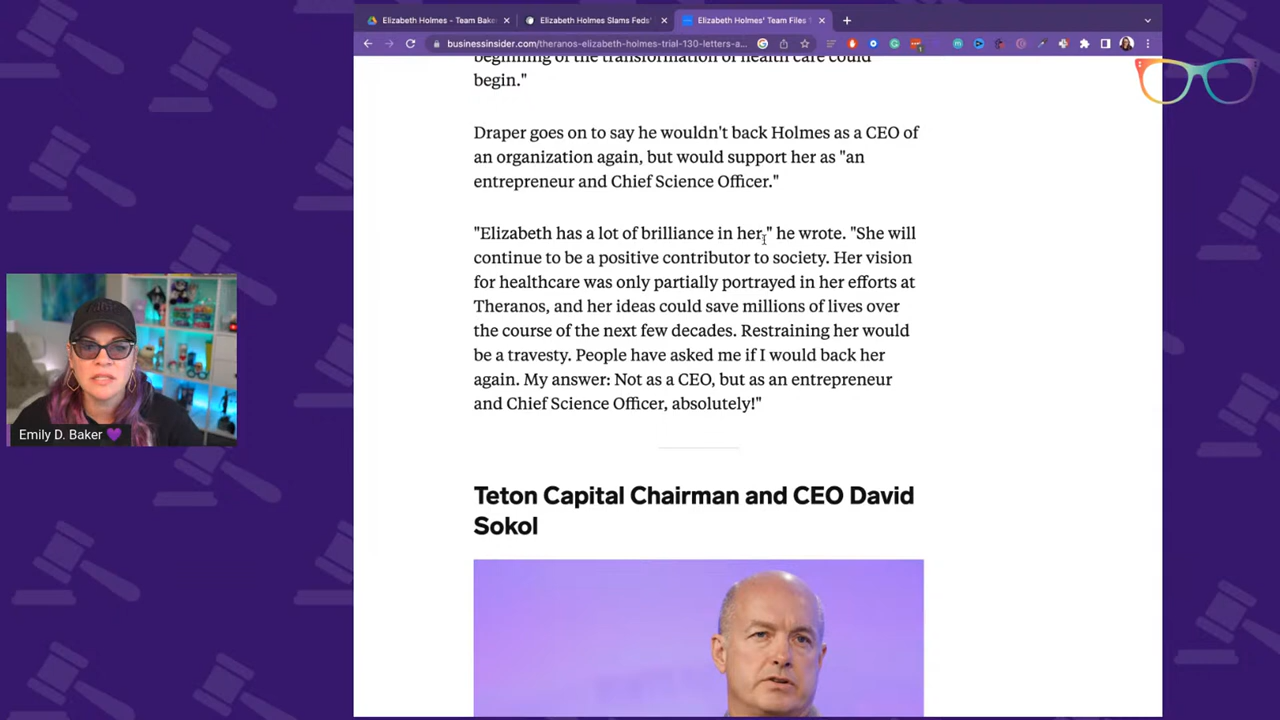 Elizabeth Holmes - Team Bake
Elizabeth Holmes Slams Feds'
Elizabeth Holmes' Team Files
businessinsider.com/theranos-elizabeth-holmes-trial-130-letters-a...
beginning of the transformation of health care could
begin."
Draper goes on to say he wouldn't back Holmes as a CEO of
an organization again, but would support her as "an
entrepreneur and Chief Science Officer."
"Elizabeth has a lot of brilliance in her," he wrote. "She will
continue to be a positive contributor to society. Her vision
for healthcare was only partially portrayed in her efforts at
Theranos, and her ideas could save millions of lives over
the course of the next few decades. Restraining her would
be a travesty. People have asked me if I would back her
again. My answer: Not as a CEO, but as an entrepreneur
and Chief Science Officer, absolutely!"
Emily D. Baker 💜
Teton Capital Chairman and CEO David
Sokol